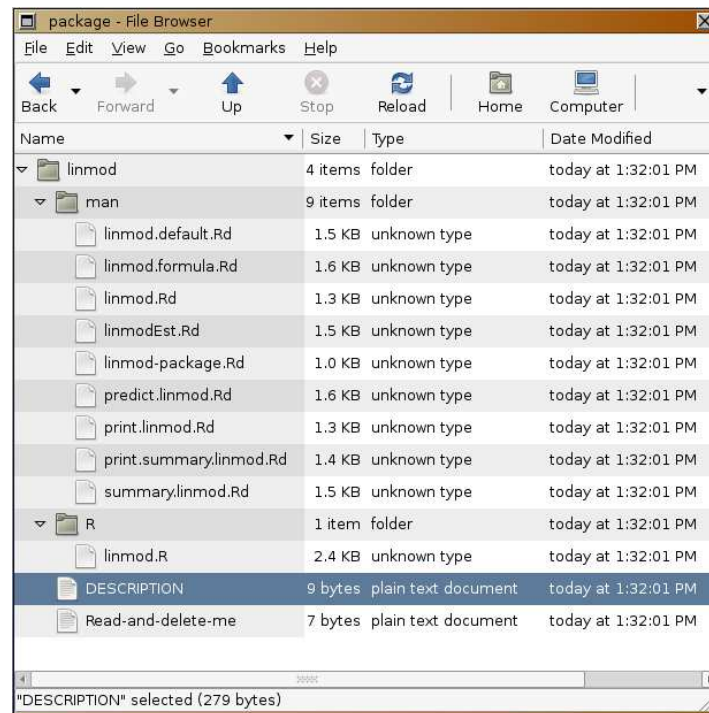 package - File Browser
File Edit View Go Bookmarks Help
Back Forward Up Stop Reload Home Computer
Name Size Type Date Modified
linmod 4 items folder today at 1:32:01 PM
man 9 items folder today at 1:32:01 PM
linmod.default.Rd 1.5 KB unknown type today at 1:32:01 PM
linmod.formula.Rd 1.6 KB unknown type today at 1:32:01 PM
linmod.Rd 1.3 KB unknown type today at 1:32:01 PM
linmodEst.Rd 1.5 KB unknown type today at 1:32:01 PM
linmod-package.Rd 1.0 KB unknown type today at 1:32:01 PM
predict.linmod.Rd 1.6 KB unknown type today at 1:32:01 PM
print.linmod.Rd 1.3 KB unknown type today at 1:32:01 PM
print.summary.linmod.Rd 1.4 KB unknown type today at 1:32:01 PM
summary.linmod.Rd 1.5 KB unknown type today at 1:32:01 PM
R 1 item folder today at 1:32:01 PM
linmod.R 2.4 KB unknown type today at 1:32:01 PM
DESCRIPTION 9 bytes plain text document today at 1:32:01 PM
Read-and-delete-me 7 bytes plain text document today at 1:32:01 PM
"DESCRIPTION" selected (279 bytes)